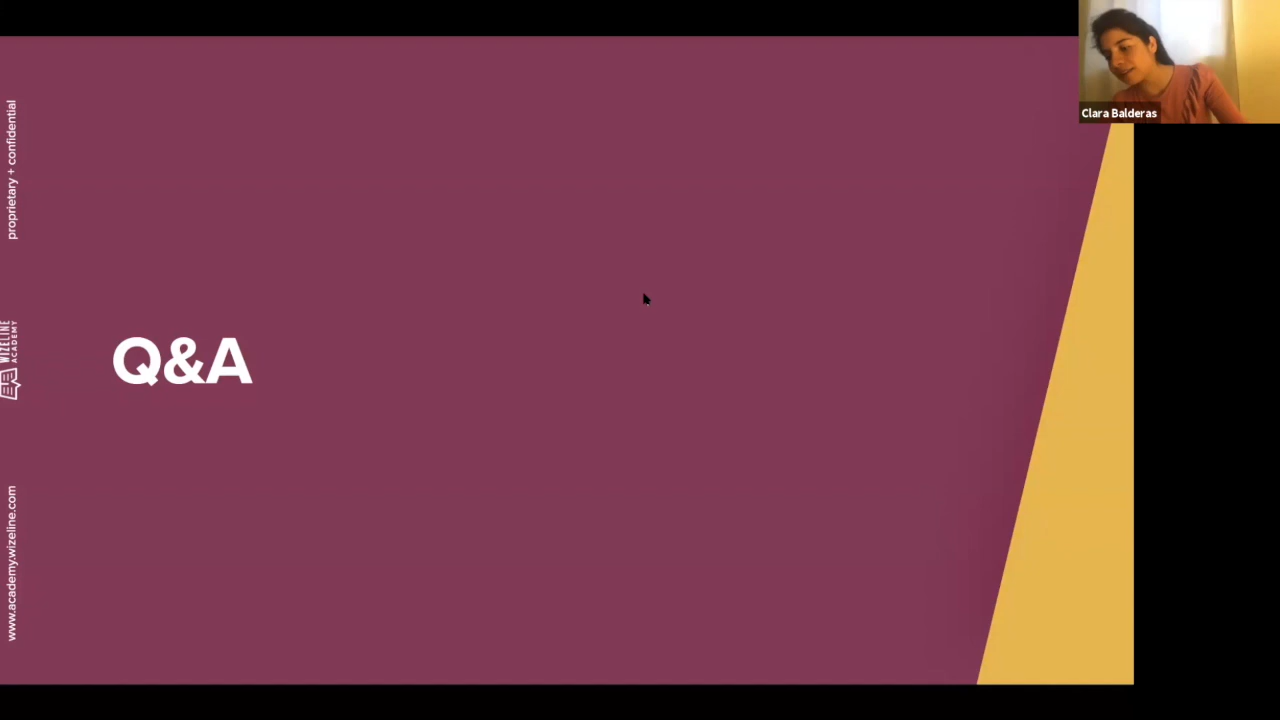 proprietary + confidential
WIZELINE
ACADEMY
www.academy.wizeline.com
Q&A
Clara Balderas